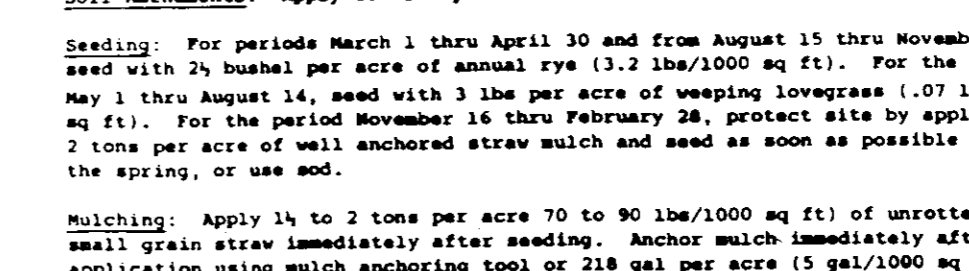 Seeding: For periods March 1 thru April 30 and from August 15 thru Novemb
seed with 2½ bushel per acre of annual rye (3.2 lbs/1000 sq ft). For the
May 1 thru August 14, seed with 3 lbs per acre of weeping lovegrass (.07 l
sq ft). For the period November 16 thru February 28, protect site by appl
2 tons per acre of well anchored straw mulch and seed as soon as possible
the spring, or use sod.
Mulching: Apply 1½ to 2 tons per acre 70 to 90 lbs/1000 sq ft) of unrotte
small grain straw immediately after seeding. Anchor mulch immediately aft
application using mulch anchoring tool or 218 gal per acre (5 gal/1000 sq